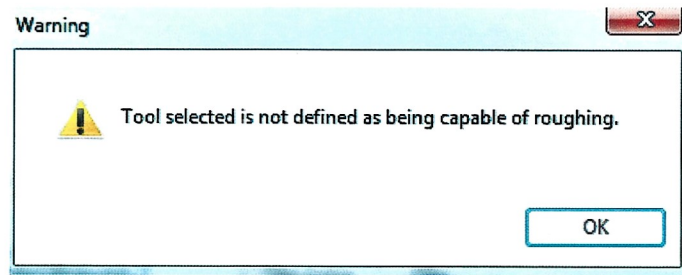 Warning
Tool selected is not defined as being capable of roughing.
OK